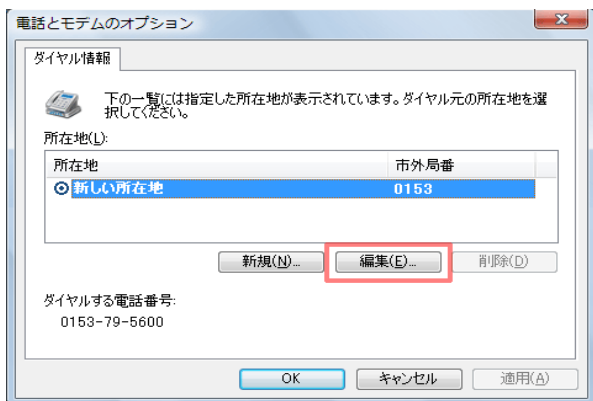 電話とモデムのオプション
ダイヤル情報
下の一覧には指定した所在地が表示されています。ダイヤル元の所在地を選
択してください。
所在地(L):
所在地 市外局番
新しい所在地 0153
新規(N)... 編集(E)... 削除(D)
ダイヤルする電話番号:
0153-79-5600
OK キャンセル 適用(A)